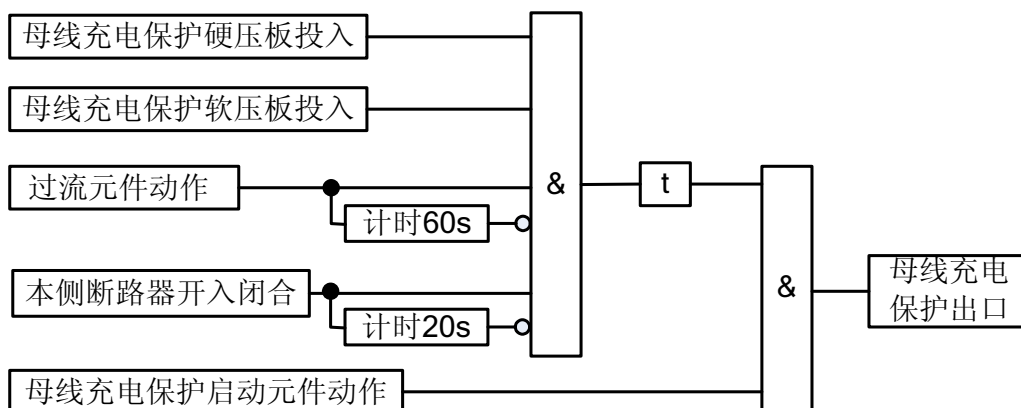 母线充电保护硬压板投入
母线充电保护软压板投入
过流元件动作
&
t
计时60s
本侧断路器开入闭合
&
母线充电
保护出口
计时20s
母线充电保护启动元件动作